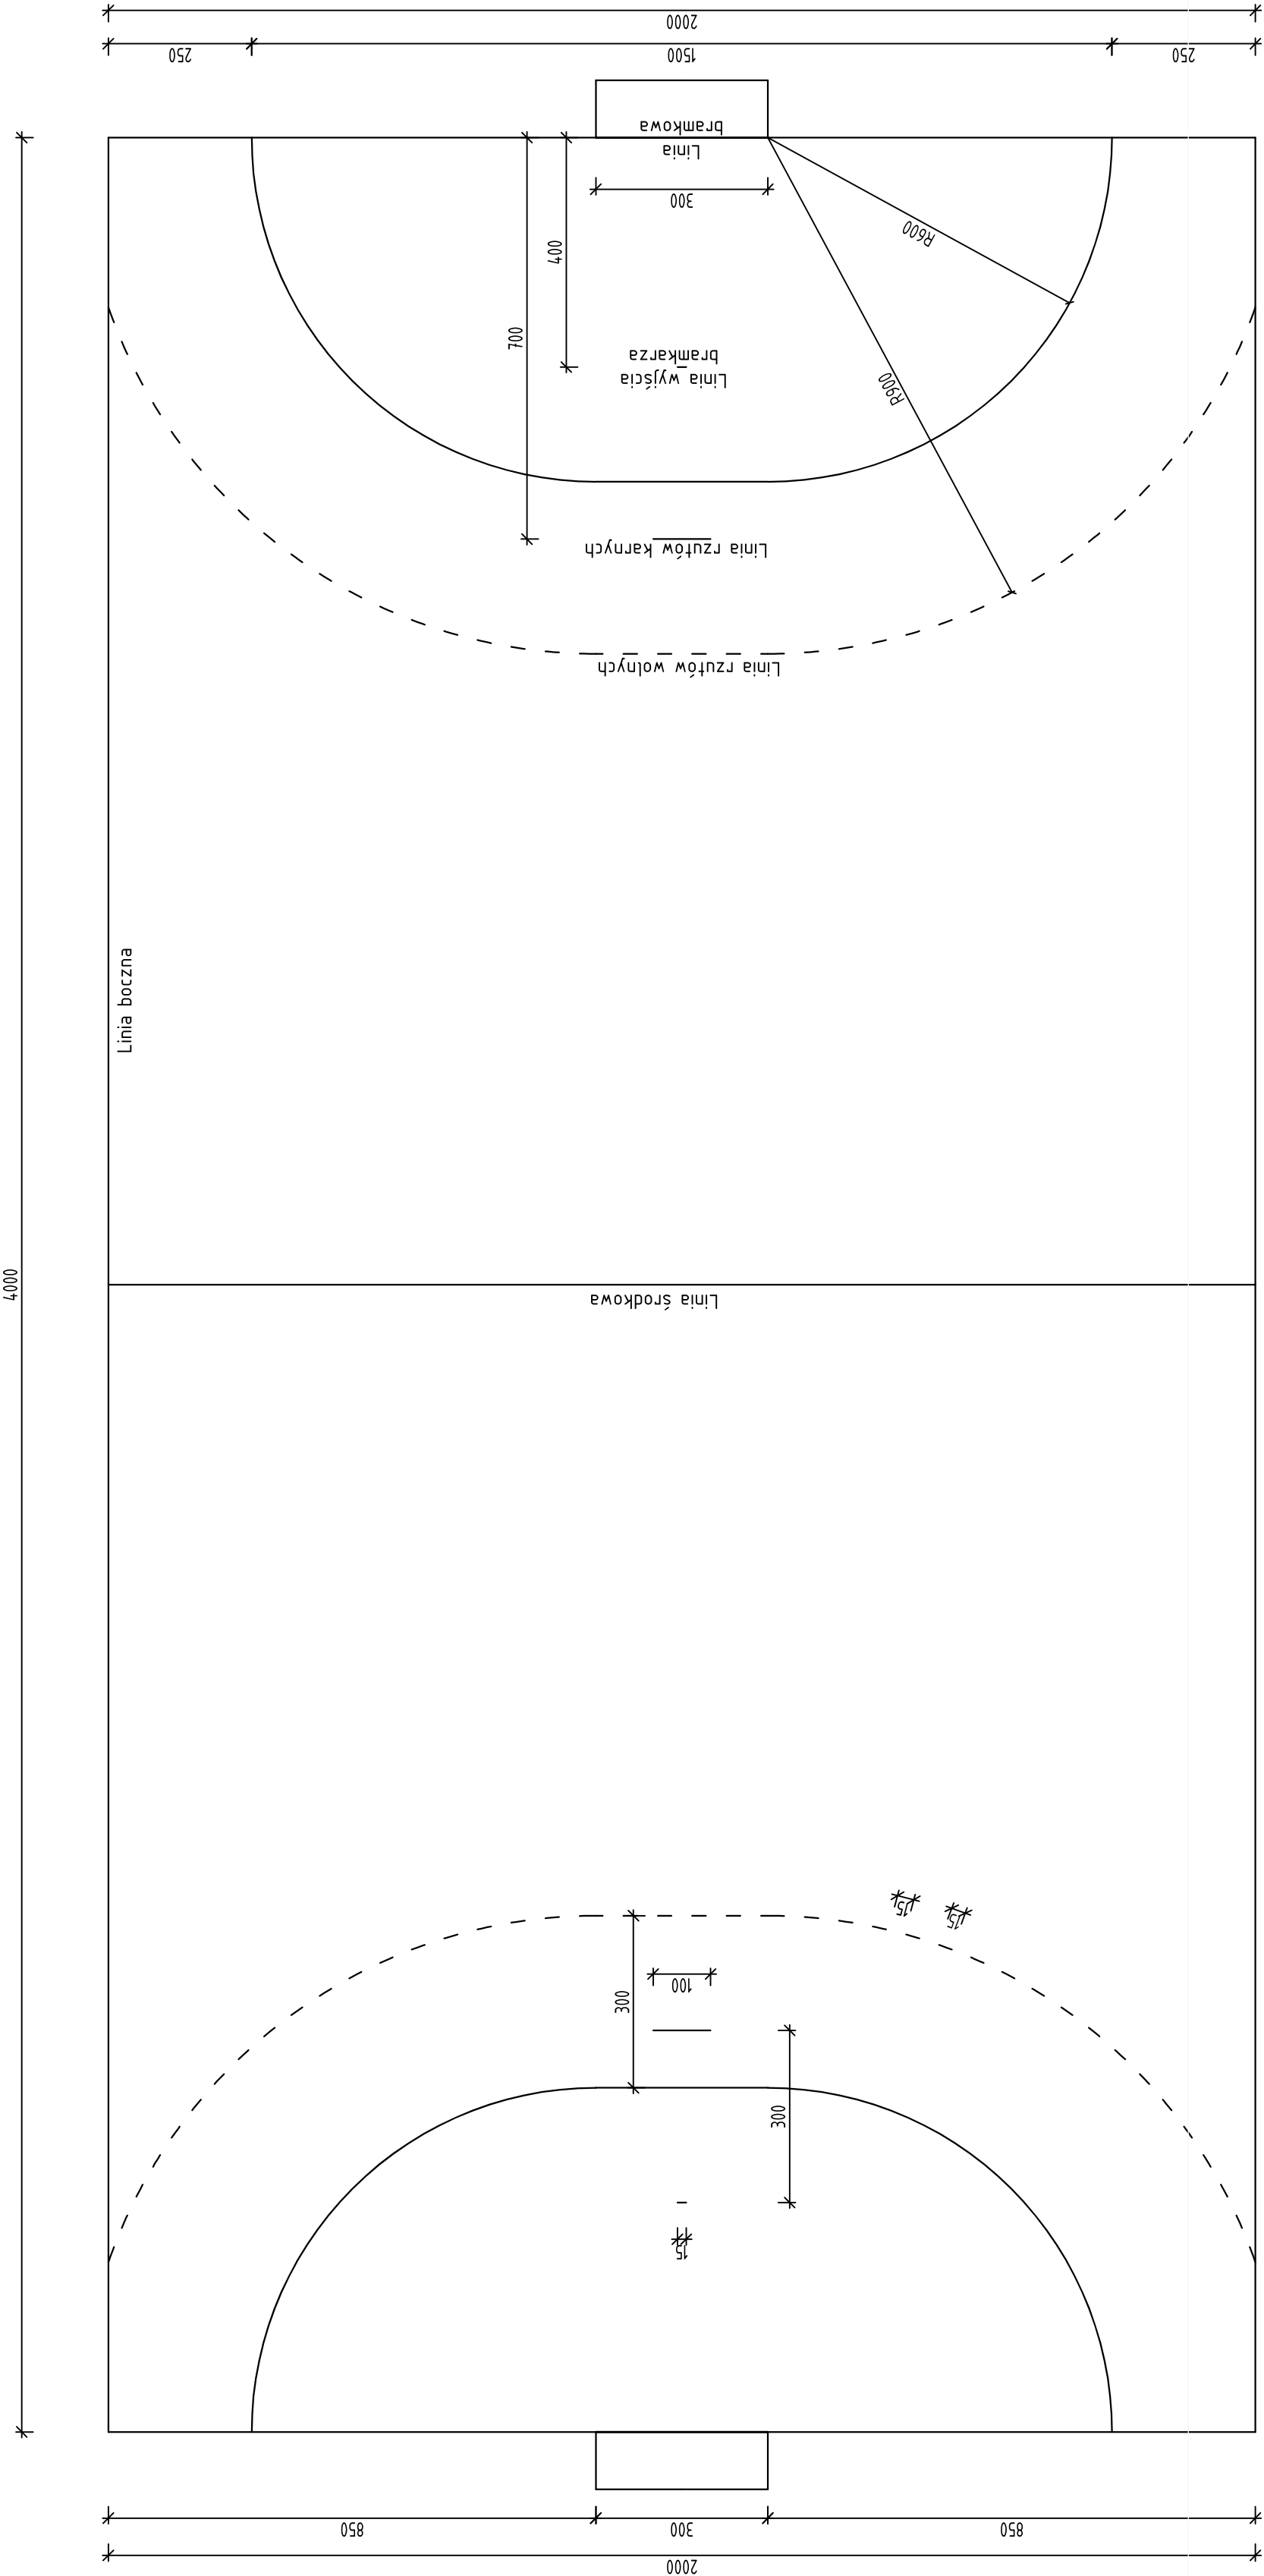 2000
250
1500
250
bramkowa
Linia
300
400
700
R600
R900
bramkarza
Linia wyjścia
Linia rzutów karnych
Linia rzutów wolnych
Linia boczna
4000
Linia środkowa
15
15
300
100
300
15
850
300
850
2000